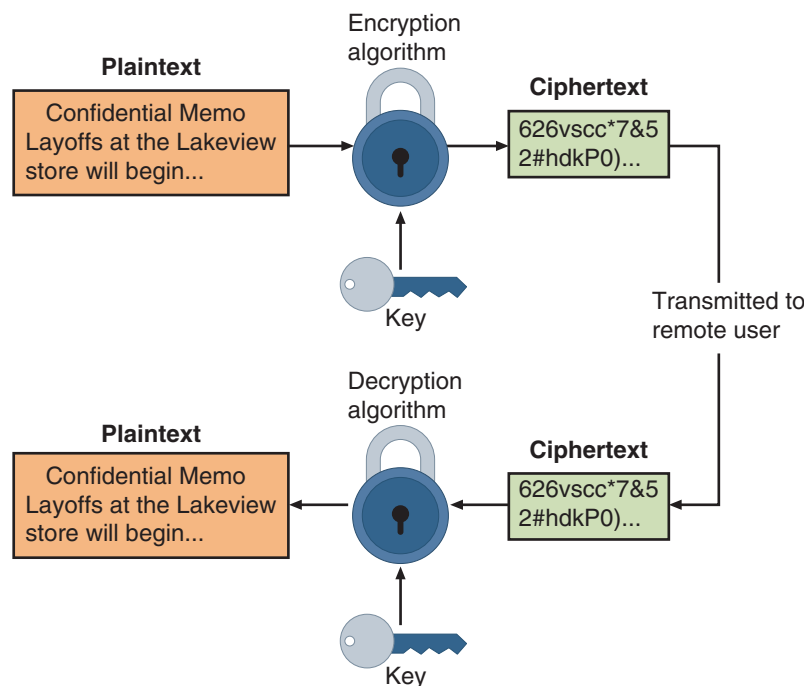 Encryption
algorithm
Plaintext
Ciphertext
Confidential Memo
Layoffs at the Lakeview
store will begin...
626vscc*7&5
2#hdkP0)...
Key
Transmitted to
remote user
Decryption
algorithm
Plaintext
Ciphertext
Confidential Memo
Layoffs at the Lakeview
store will begin...
626vscc*7&5
2#hdkP0)...
Key